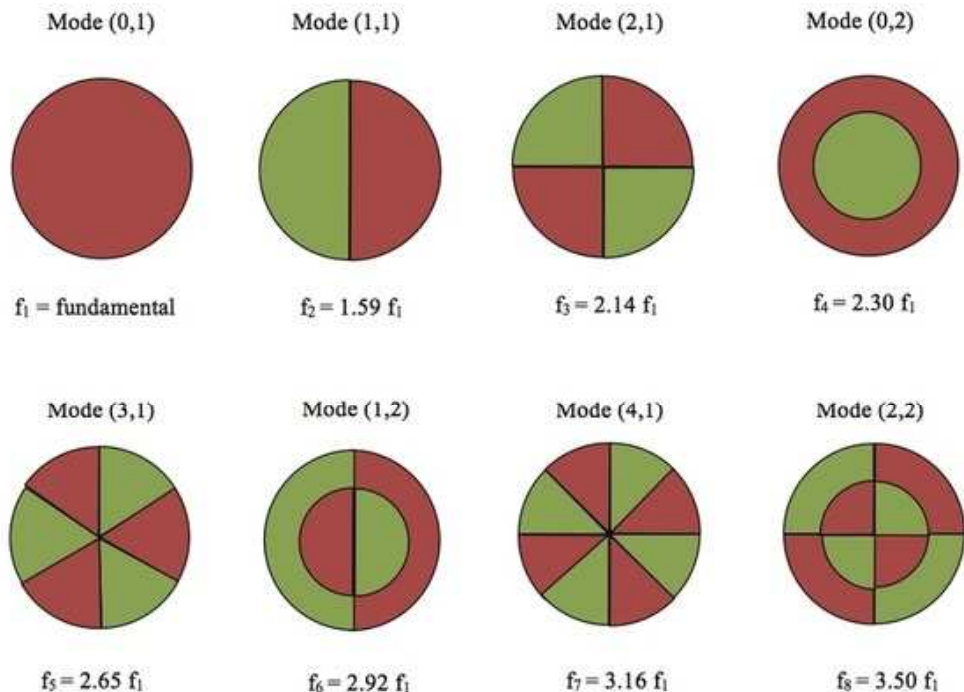 Mode (0,1) Mode (1,1) Mode (2,1) Mode (0,2)
f₁ = fundamental f₂ = 1.59 f₁ f₃ = 2.14 f₁ f₄ = 2.30 f₁
Mode (3,1) Mode (1,2) Mode (4,1) Mode (2,2)
f₅ = 2.65 f₁ f₆ = 2.92 f₁ f₇ = 3.16 f₁ f₈ = 3.50 f₁